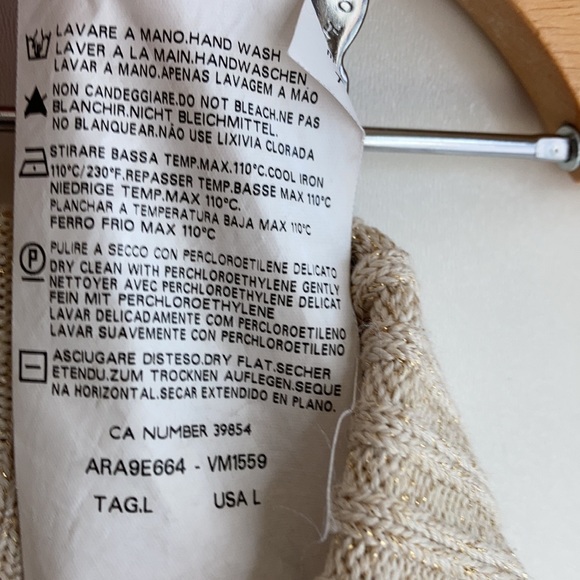 LAVARE A MANO.HAND WASH
LAVER A LA MAIN.HANDWASCHEN
LAVAR A MANO.APENAS LAVAGEM A MÃO
NON CANDEGGIARE.DO NOT BLEACH.NE PAS
BLANCHIR.NICHT BLEICHMITTEL.
NO BLANQUEAR.NÃO USE LIXIVIA CLORADA
STIRARE BASSA TEMP.MAX.110°C.COOL IRON
110°C/230°F.REPASSER TEMP.BASSE MAX 110°C
NIEDRIGE TEMP.MAX 110°C.
PLANCHAR A TEMPERATURA BAJA MAX 110°C
FERRO FRIO MAX 110°C
P
PULIRE A SECCO CON PERCLOROETILENE DELICATO
DRY CLEAN WITH PERCHLOROETHYLENE GENTLY
NETTOYER AVEC PERCHLOROETHYLENE DELICAT
FEIN MIT PERCHLOROETHYLENE
LAVAR DELICADAMENTE COM PERCLOROETILENO
LAVAR SUAVEMENTE CON PERCLOROETILENO
ASCIUGARE DISTESO.DRY FLAT.SECHER
ETENDU.ZUM TROCKNEN AUFLEGEN.SEQUE
NA HORIZONTAL.SECAR EXTENDIDO EN PLANO.
CA NUMBER 39854
ARA9E664 - VM1559
TAG.L USA L